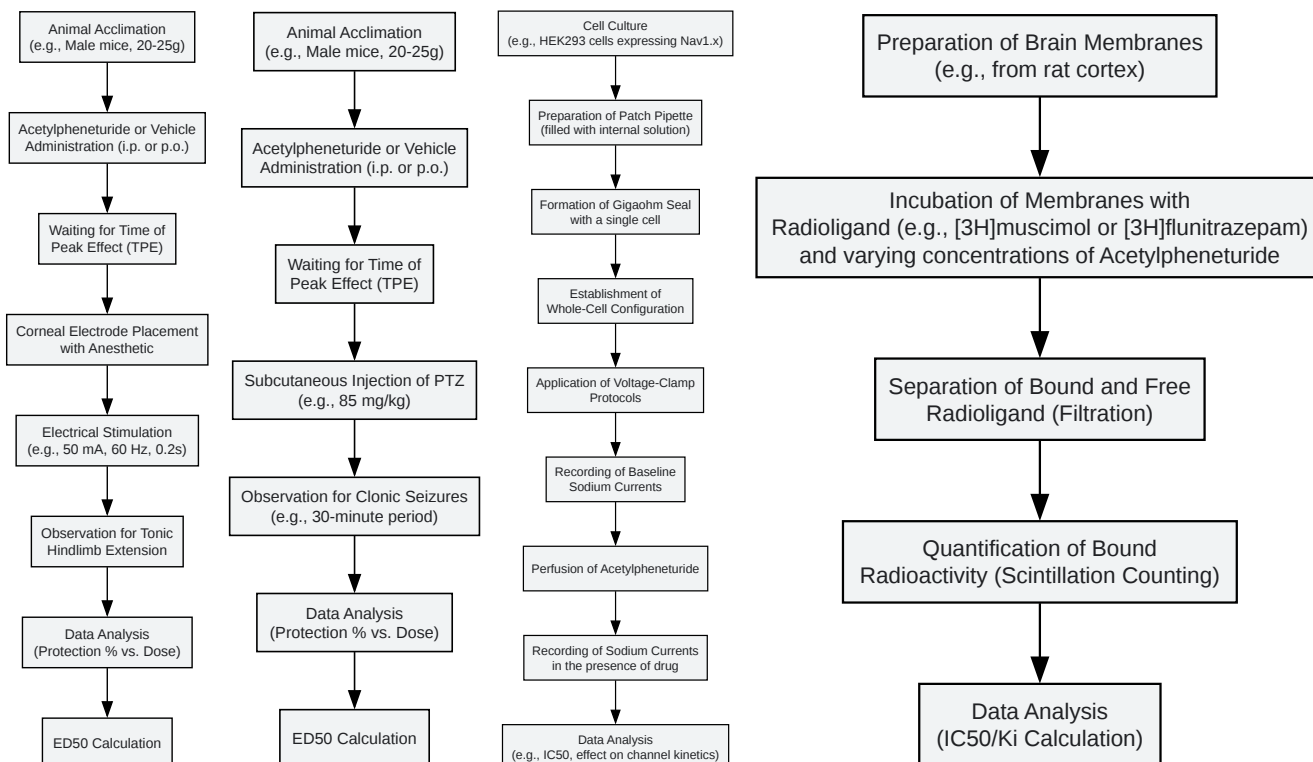 Animal Acclimation
(e.g., Male mice, 20-25g)
Acetylpheneturide or Vehicle
Administration (i.p. or p.o.)
Waiting for Time of
Peak Effect (TPE)
Corneal Electrode Placement
with Anesthetic
Electrical Stimulation
(e.g., 50 mA, 60 Hz, 0.2s)
Observation for Tonic
Hindlimb Extension
Data Analysis
(Protection % vs. Dose)
ED50 Calculation
Animal Acclimation
(e.g., Male mice, 20-25g)
Acetylpheneturide or Vehicle
Administration (i.p. or p.o.)
Waiting for Time of
Peak Effect (TPE)
Subcutaneous Injection of PTZ
(e.g., 85 mg/kg)
Observation for Clonic Seizures
(e.g., 30-minute period)
Data Analysis
(Protection % vs. Dose)
ED50 Calculation
Cell Culture
(e.g., HEK293 cells expressing Nav1.x)
Preparation of Patch Pipette
(filled with internal solution)
Formation of Gigaohm Seal
with a single cell
Establishment of
Whole-Cell Configuration
Application of Voltage-Clamp
Protocols
Recording of Baseline
Sodium Currents
Perfusion of Acetylpheneturide
Recording of Sodium Currents
in the presence of drug
Data Analysis
(e.g., IC50, effect on channel kinetics)
Preparation of Brain Membranes
(e.g., from rat cortex)
Incubation of Membranes with
Radioligand (e.g., [3H]muscimol or [3H]flunitrazepam)
and varying concentrations of Acetylpheneturide
Separation of Bound and Free
Radioligand (Filtration)
Quantification of Bound
Radioactivity (Scintillation Counting)
Data Analysis
(IC50/Ki Calculation)